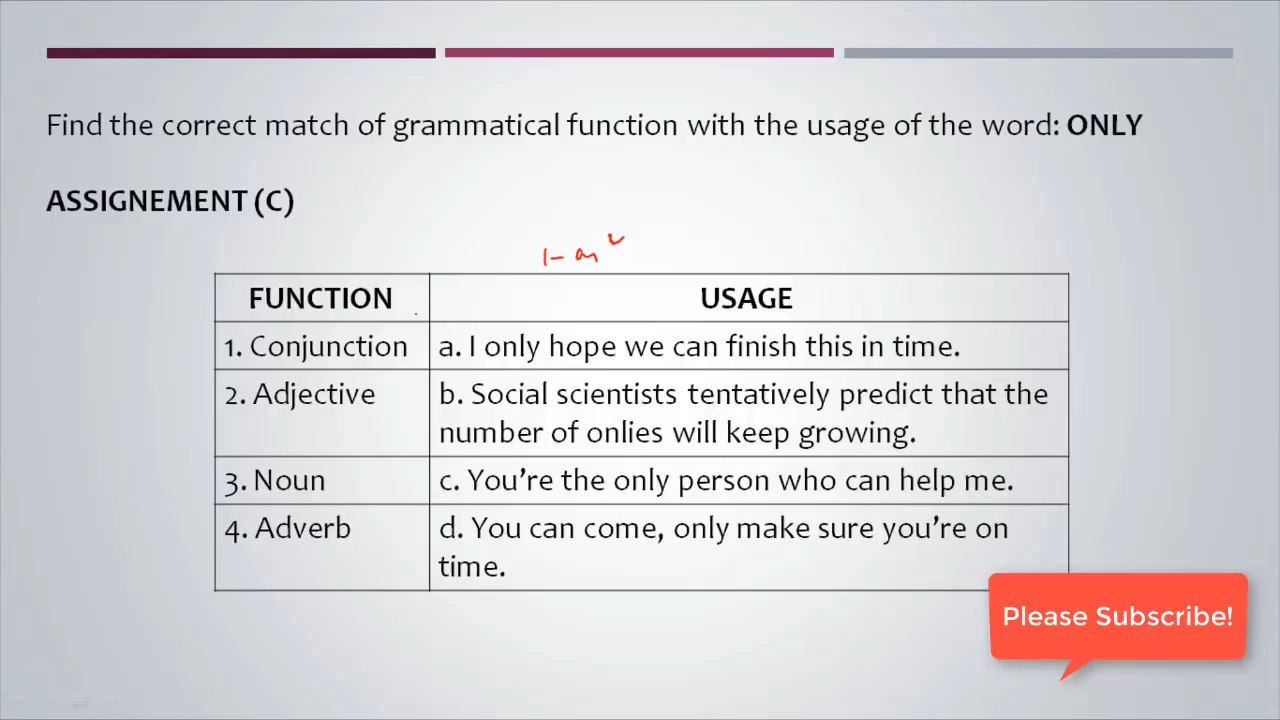 Find the correct match of grammatical function with the usage of the word: ONLY
ASSIGNEMENT (C)
FUNCTION USAGE
1. Conjunction a. I only hope we can finish this in time.
2. Adjective b. Social scientists tentatively predict that the
number of onlies will keep growing.
3. Noun c. You're the only person who can help me.
4. Adverb d. You can come, only make sure you're on
time.
Please Subscribe!